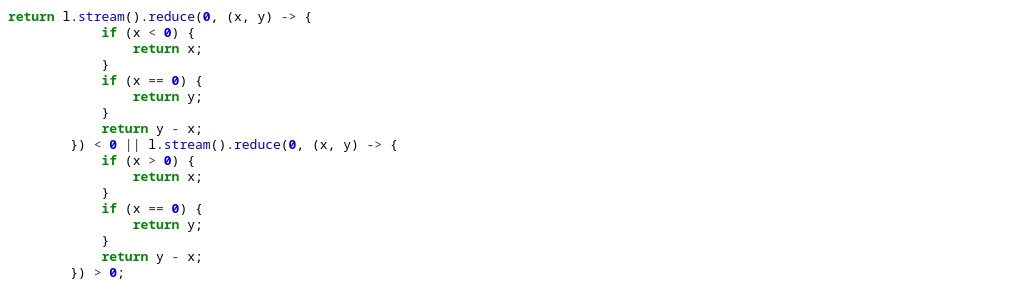 return l.stream().reduce(0, (x, y) -> {
            if (x < 0) {
                return x;
            }
            if (x == 0) {
                return y;
            }
            return y - x;
        }) < 0 || l.stream().reduce(0, (x, y) -> {
            if (x > 0) {
                return x;
            }
            if (x == 0) {
                return y;
            }
            return y - x;
        }) > 0;